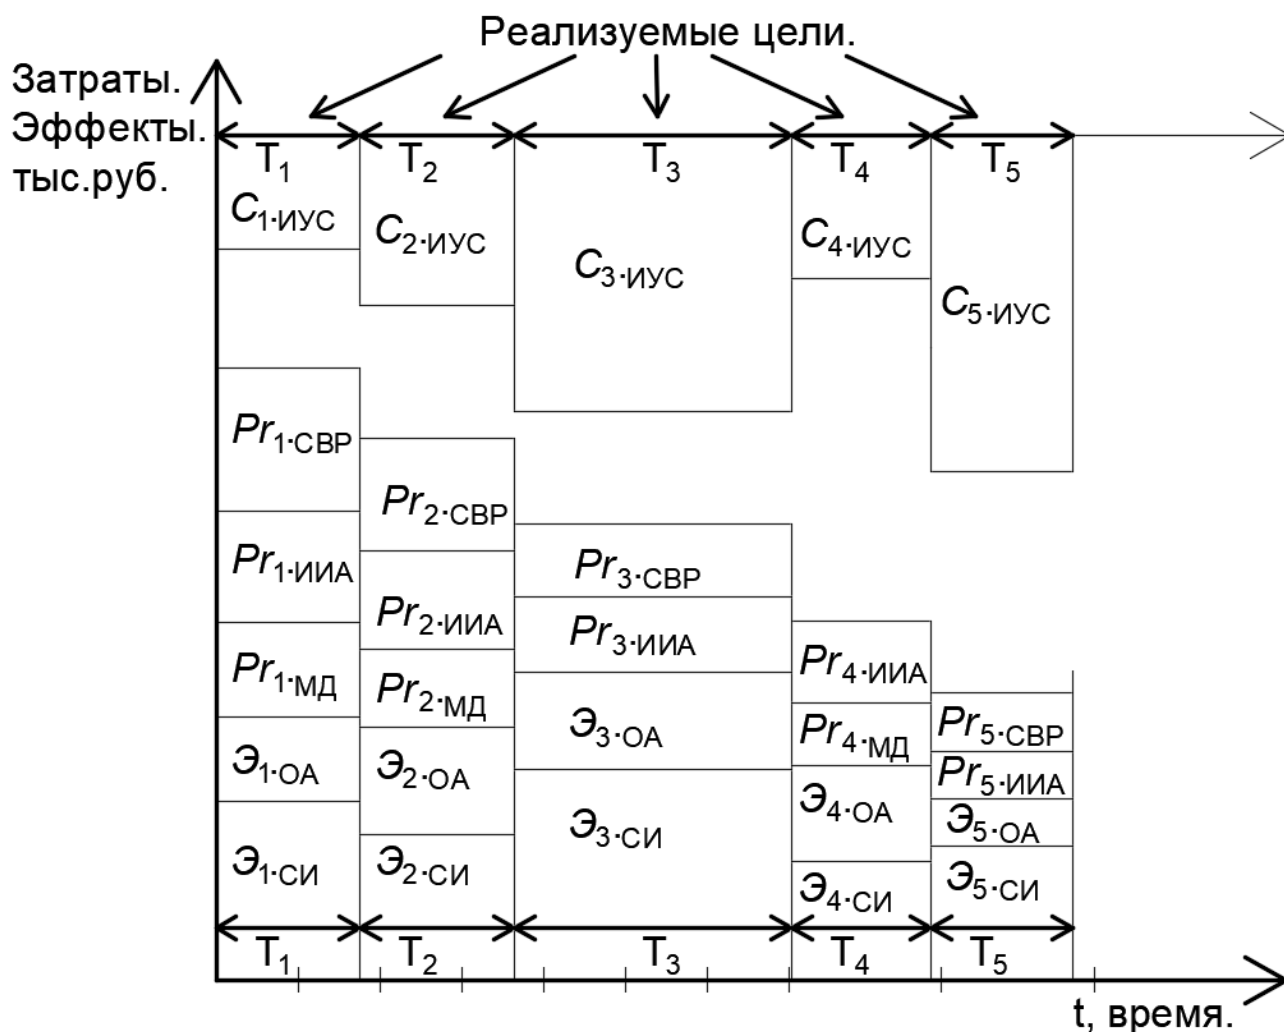 Реализуемые цели.
Затраты.
Эффекты.
тыс.руб.
T₁ T₂ T₃ T₄ T₅
C₁.ИУС C₂.ИУС C₃.ИУС C₄.ИУС C₅.ИУС
Pr₁.СВР Pr₂.СВР Pr₃.СВР Pr₅.СВР
Pr₁.ИИА Pr₂.ИИА Pr₃.ИИА Pr₄.ИИА Pr₅.ИИА
Pr₁.МД Pr₂.МД Pr₄.МД
Э₁.ОА Э₂.ОА Э₃.ОА Э₄.ОА Э₅.ОА
Э₁.СИ Э₂.СИ Э₃.СИ Э₄.СИ Э₅.СИ
T₁ T₂ T₃ T₄ T₅
t, время.